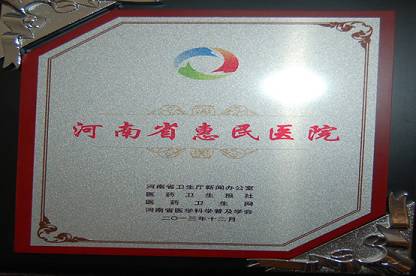 河南省惠民医院
河南省卫生厅新闻办公室
医药卫生报社
医药卫生网
河南省医学科学普及学会
二〇一三年十二月